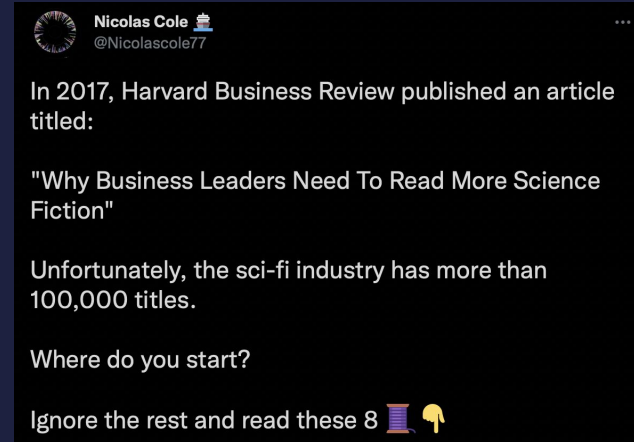 Nicolas Cole 🚢
@Nicolascole77
In 2017, Harvard Business Review published an article
titled:
"Why Business Leaders Need To Read More Science
Fiction"
Unfortunately, the sci-fi industry has more than
100,000 titles.
Where do you start?
Ignore the rest and read these 8 🧵 👇